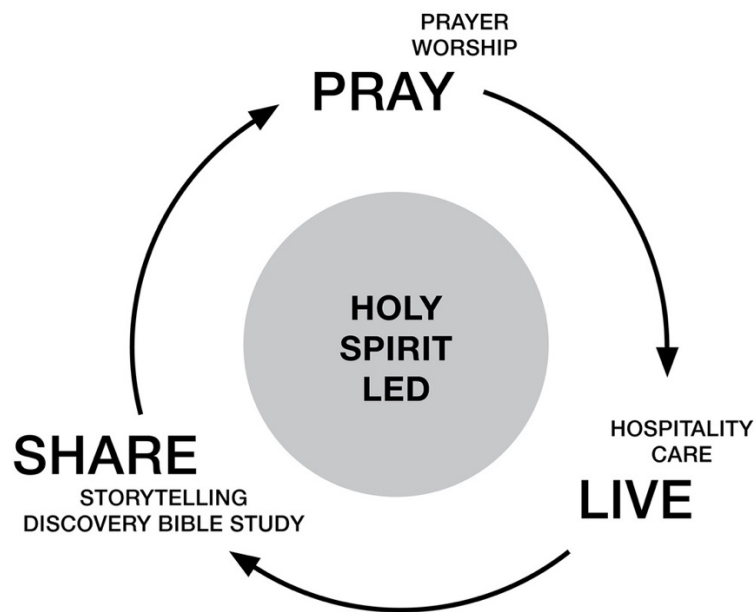 PRAYER
WORSHIP
PRAY
HOLY
SPIRIT
LED
HOSPITALITY
CARE
LIVE
SHARE
STORYTELLING
DISCOVERY BIBLE STUDY